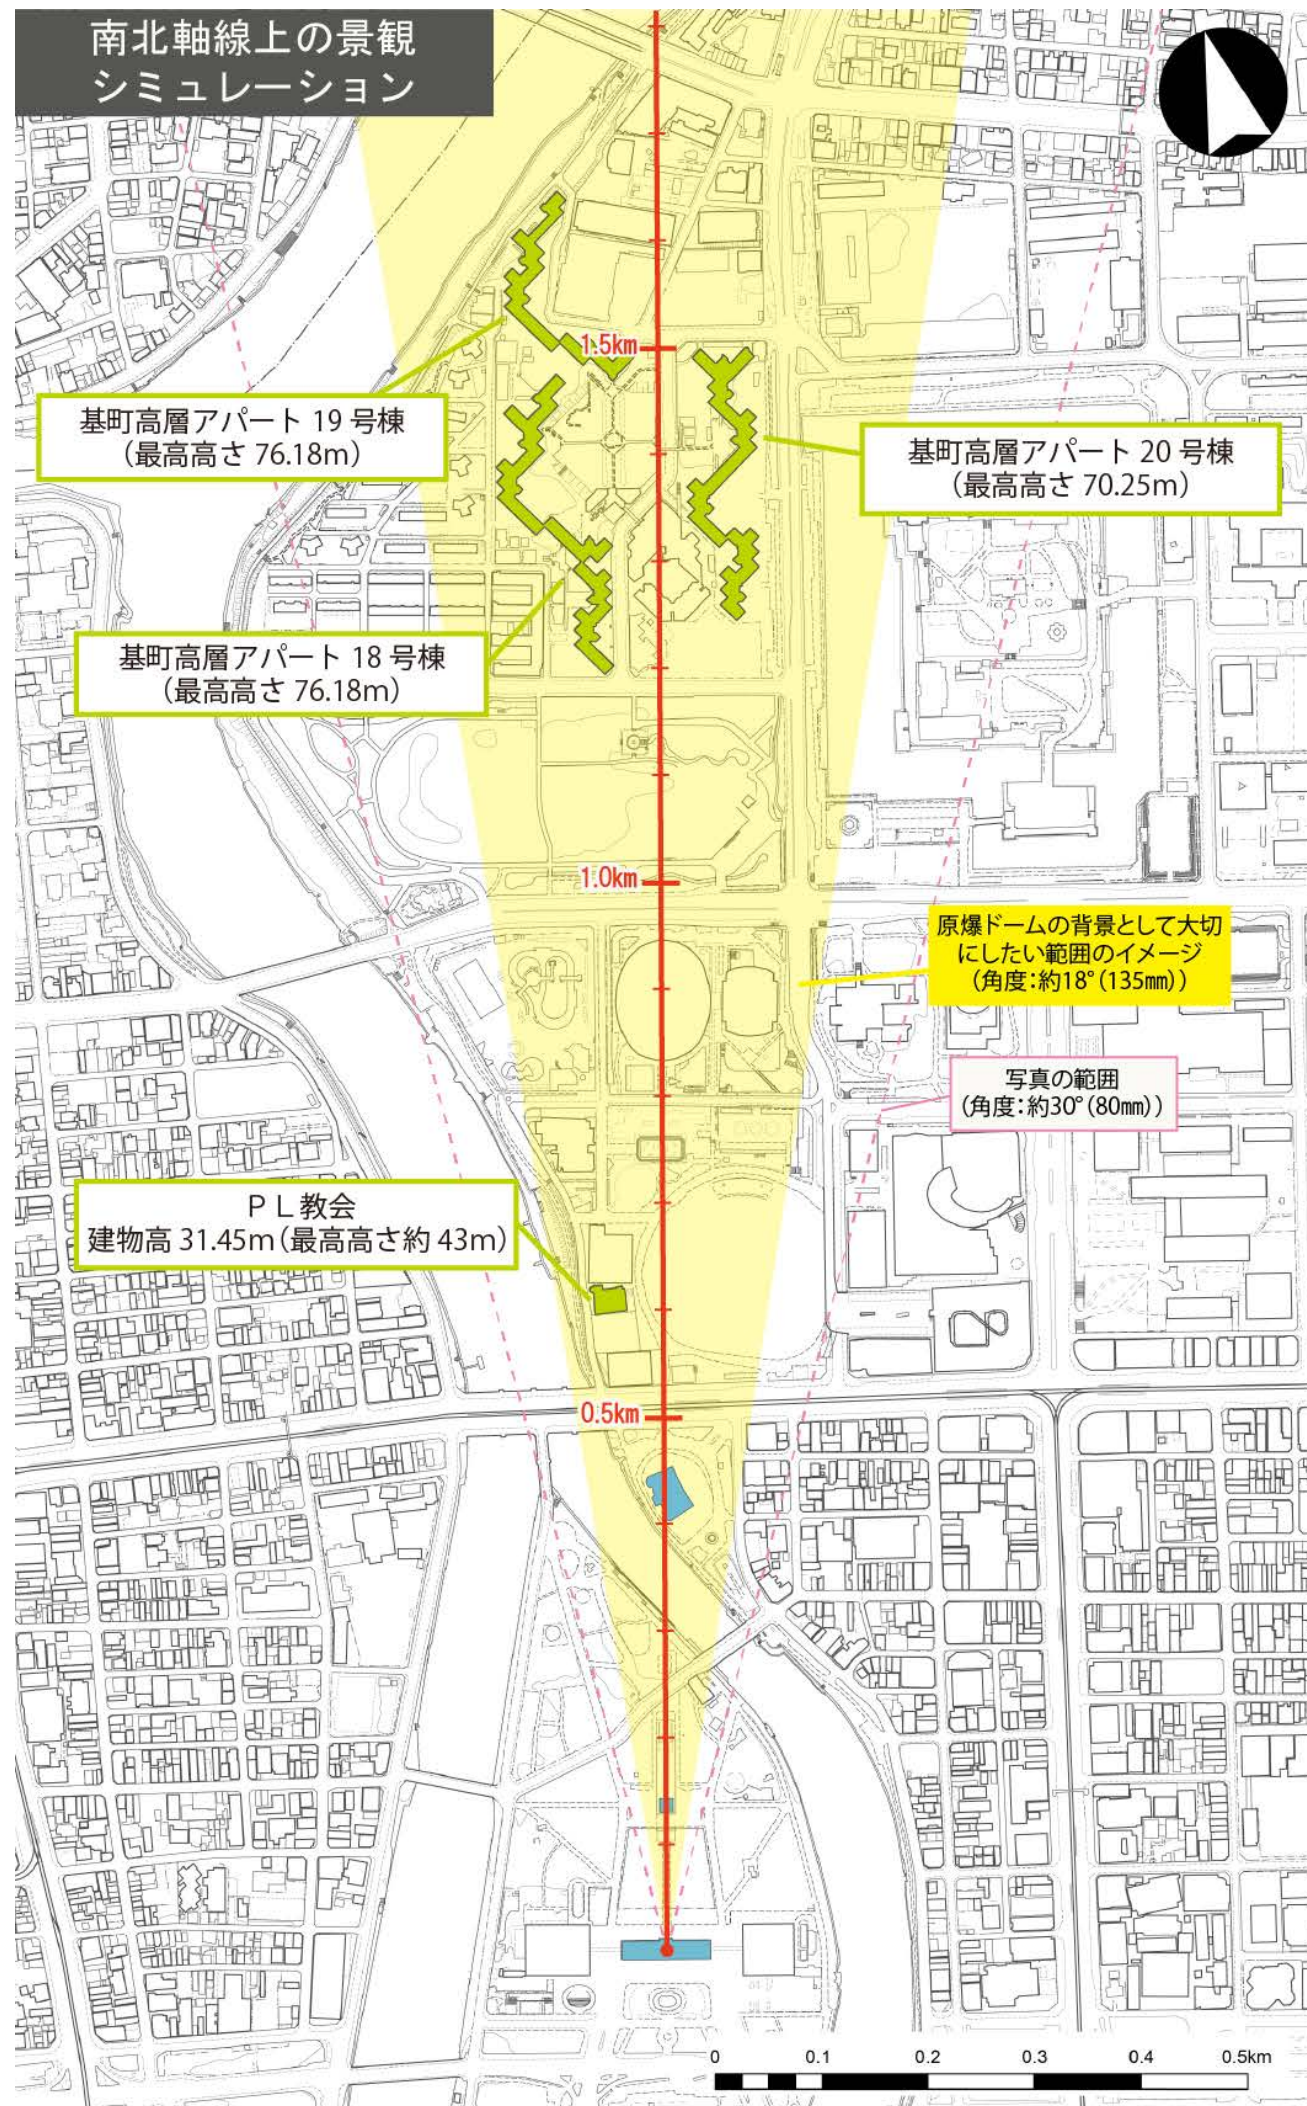 南北軸線上の景観
シミュレーション
1.5km
基町高層アパート 19 号棟
(最高高さ 76.18m)
基町高層アパート 20 号棟
(最高高さ 70.25m)
基町高層アパート 18 号棟
(最高高さ 76.18m)
1.0km
原爆ドームの背景として大切
にしたい範囲のイメージ
(角度:約18°(135㎜))
写真の範囲
(角度:約30°(80㎜))
ＰＬ教会
建物高 31.45m(最高高さ約 43m)
0.5km
0 0.1 0.2 0.3 0.4 0.5km